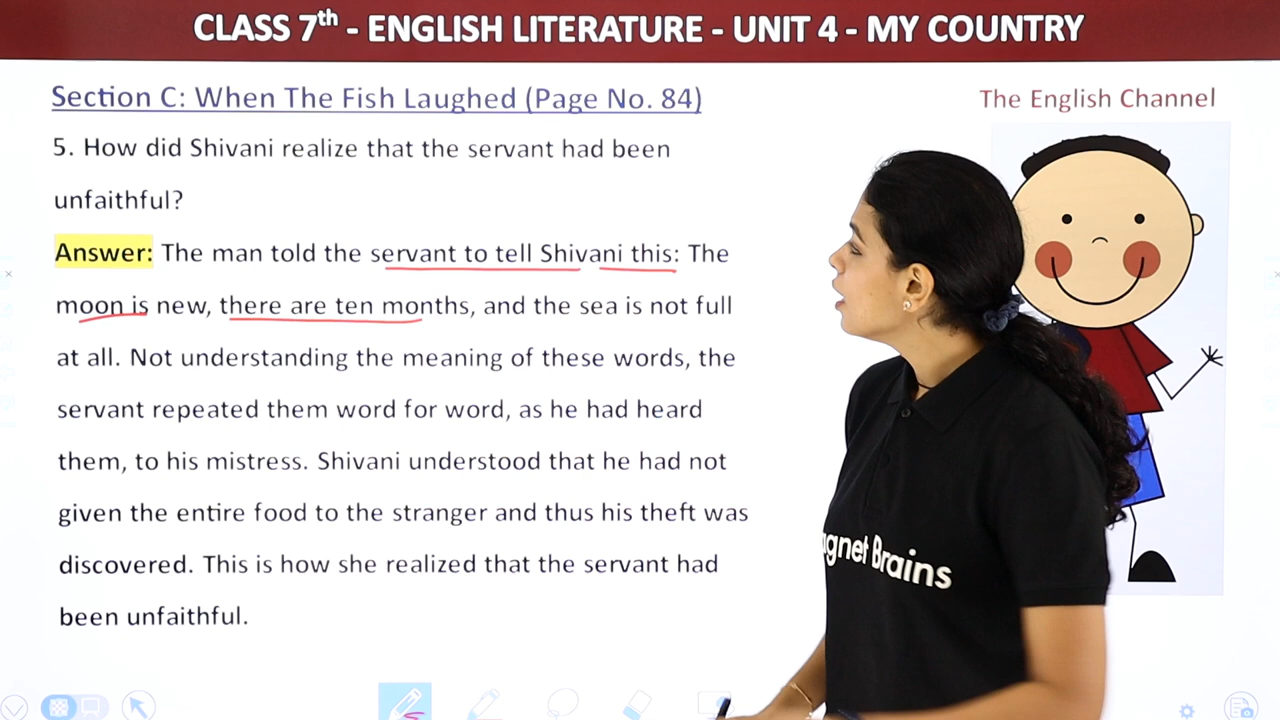 CLASS 7th - ENGLISH LITERATURE - UNIT 4 - MY COUNTRY
Section C: When The Fish Laughed (Page No. 84)
The English Channel
5. How did Shivani realize that the servant had been
unfaithful?
Answer: The man told the servant to tell Shivani this: The
moon is new, there are ten months, and the sea is not full
at all. Not understanding the meaning of these words, the
servant repeated them word for word, as he had heard
them, to his mistress. Shivani understood that he had not
given the entire food to the stranger and thus his theft was
discovered. This is how she realized that the servant had
been unfaithful.
gnet Brains